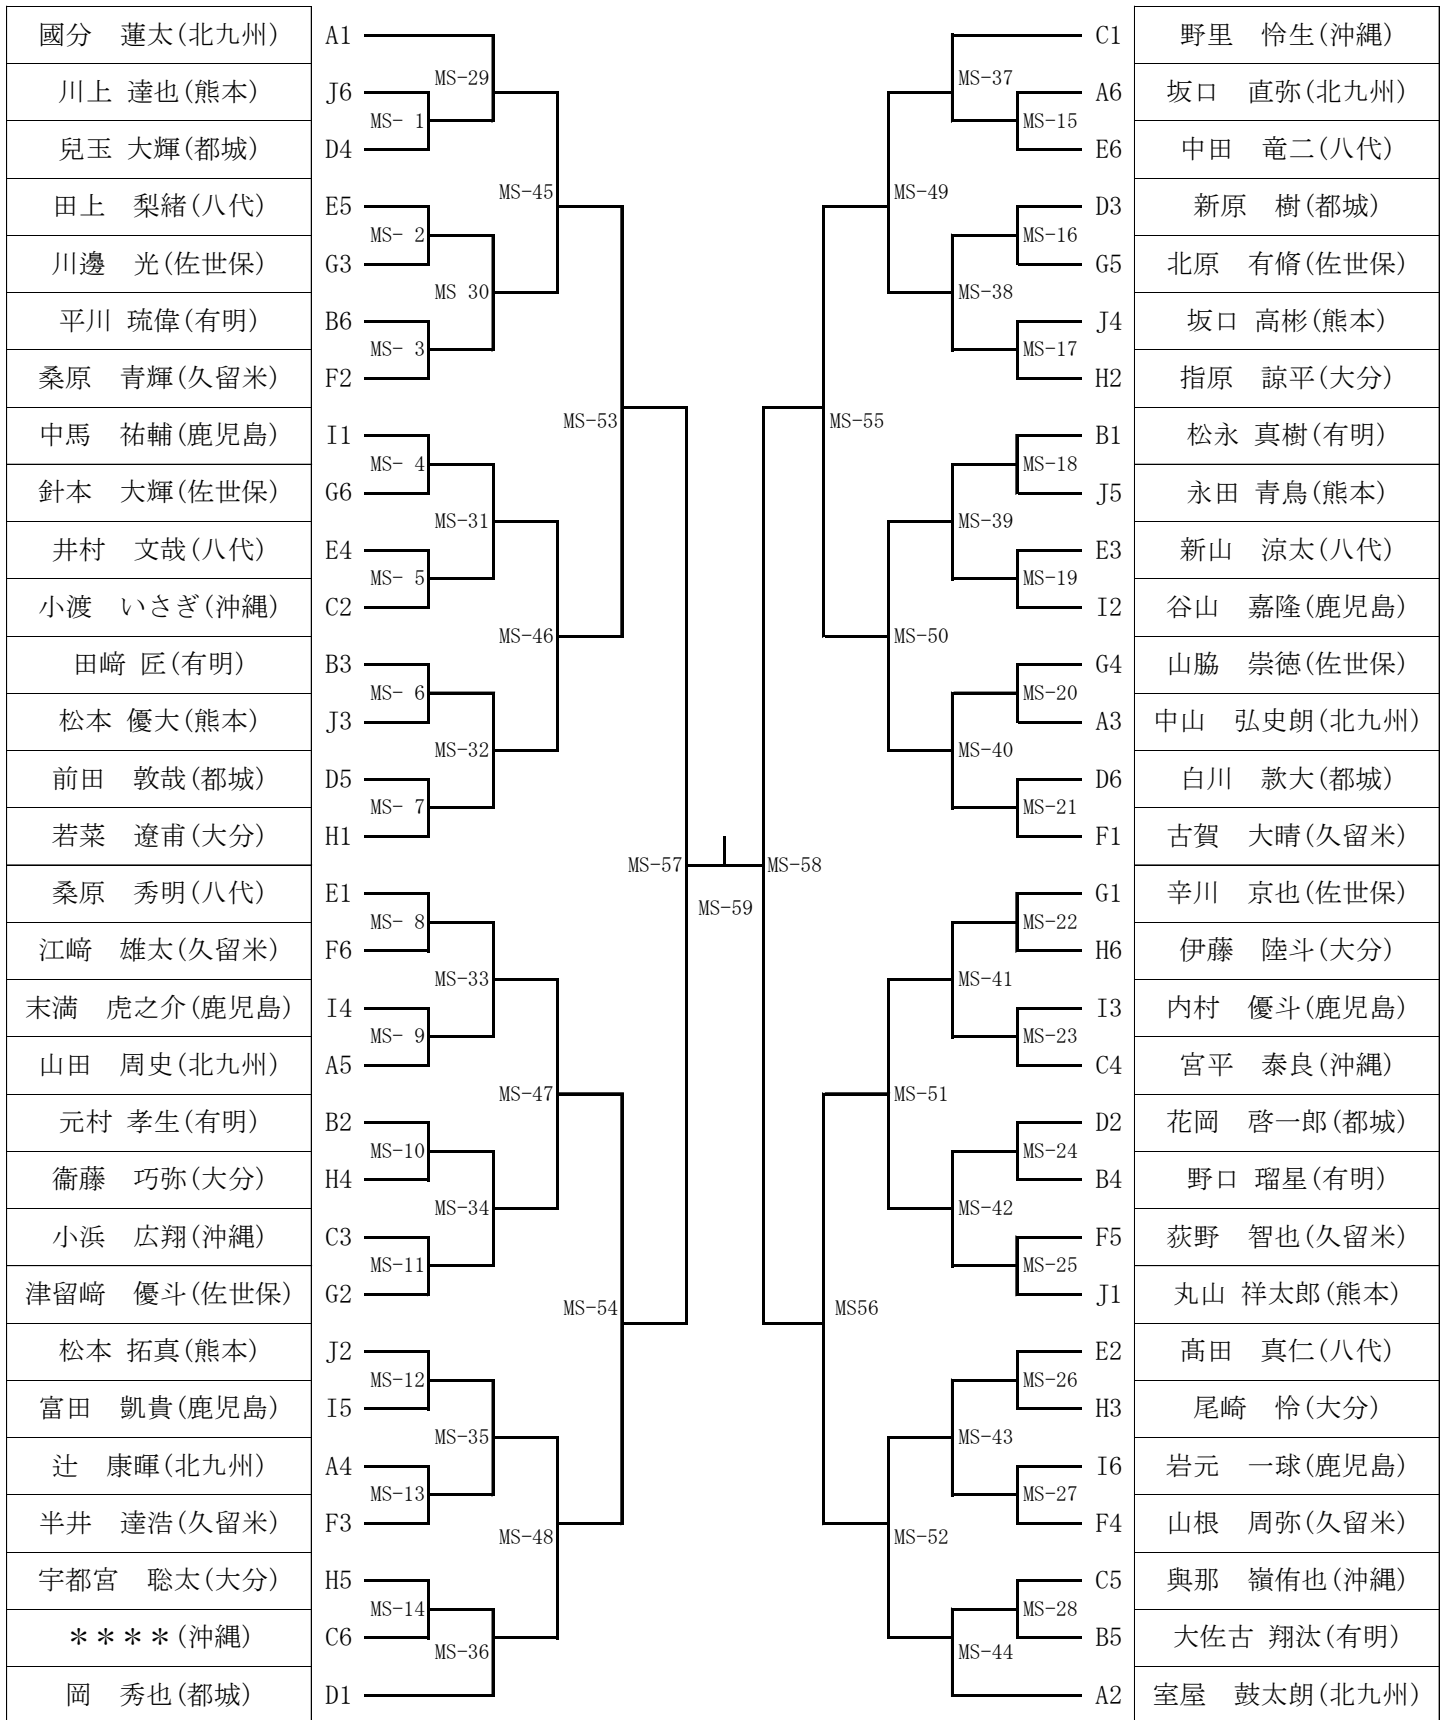 國分　蓮太(北九州) A1
C1 野里　怜生(沖縄)
MS-29
MS-37
川上 達也(熊本) J6
A6 坂口　直弥(北九州)
MS- 1
MS-15
兒玉 大輝(都城) D4
E6 中田　竜二(八代)
MS-45
MS-49
田上　梨緒(八代) E5
D3 新原　樹(都城)
MS- 2
MS-16
川邊　光(佐世保) G3
G5 北原　有脩(佐世保)
MS 30
MS-38
平川 琉偉(有明) B6
J4 坂口 高彬(熊本)
MS- 3
MS-17
桑原　青輝(久留米) F2
H2 指原　諒平(大分)
MS-53
MS-55
中馬　祐輔(鹿児島) I1
B1 松永 真樹(有明)
MS- 4
MS-18
針本　大輝(佐世保) G6
J5 永田 青鳥(熊本)
MS-31
MS-39
井村　文哉(八代) E4
E3 新山　涼太(八代)
MS- 5
MS-19
小渡　いさぎ(沖縄) C2
I2 谷山　嘉隆(鹿児島)
MS-46
MS-50
田﨑 匠(有明) B3
G4 山脇　崇徳(佐世保)
MS- 6
MS-20
松本 優大(熊本) J3
A3 中山　弘史朗(北九州)
MS-32
MS-40
前田　敦哉(都城) D5
D6 白川　款大(都城)
MS- 7
MS-21
若菜　遼甫(大分) H1
F1 古賀　大晴(久留米)
MS-57
MS-58
MS-59
桑原　秀明(八代) E1
G1 辛川　京也(佐世保)
MS- 8
MS-22
江﨑　雄太(久留米) F6
H6 伊藤　陸斗(大分)
MS-33
MS-41
末満　虎之介(鹿児島) I4
I3 内村　優斗(鹿児島)
MS- 9
MS-23
山田　周史(北九州) A5
C4 宮平　泰良(沖縄)
MS-47
MS-51
元村 孝生(有明) B2
D2 花岡　啓一郎(都城)
MS-10
MS-24
衞藤　巧弥(大分) H4
B4 野口 瑠星(有明)
MS-34
MS-42
小浜　広翔(沖縄) C3
F5 荻野　智也(久留米)
MS-11
MS-25
津留﨑　優斗(佐世保) G2
J1 丸山 祥太郎(熊本)
MS-54
MS56
松本 拓真(熊本) J2
E2 髙田　真仁(八代)
MS-12
MS-26
富田　凱貴(鹿児島) I5
H3 尾崎　怜(大分)
MS-35
MS-43
辻　康暉(北九州) A4
I6 岩元　一球(鹿児島)
MS-13
MS-27
半井　達浩(久留米) F3
F4 山根　周弥(久留米)
MS-48
MS-52
宇都宮　聡太(大分) H5
C5 與那　嶺侑也(沖縄)
MS-14
MS-28
＊＊＊＊(沖縄) C6
B5 大佐古 翔汰(有明)
MS-36
MS-44
岡　秀也(都城) D1
A2 室屋　鼓太朗(北九州)